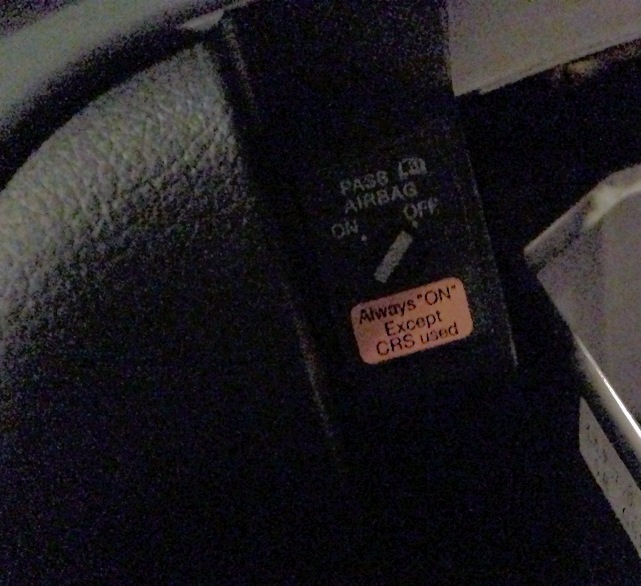 PASS
AIRBAG
ON OFF
Always "ON"
Except
CRS used